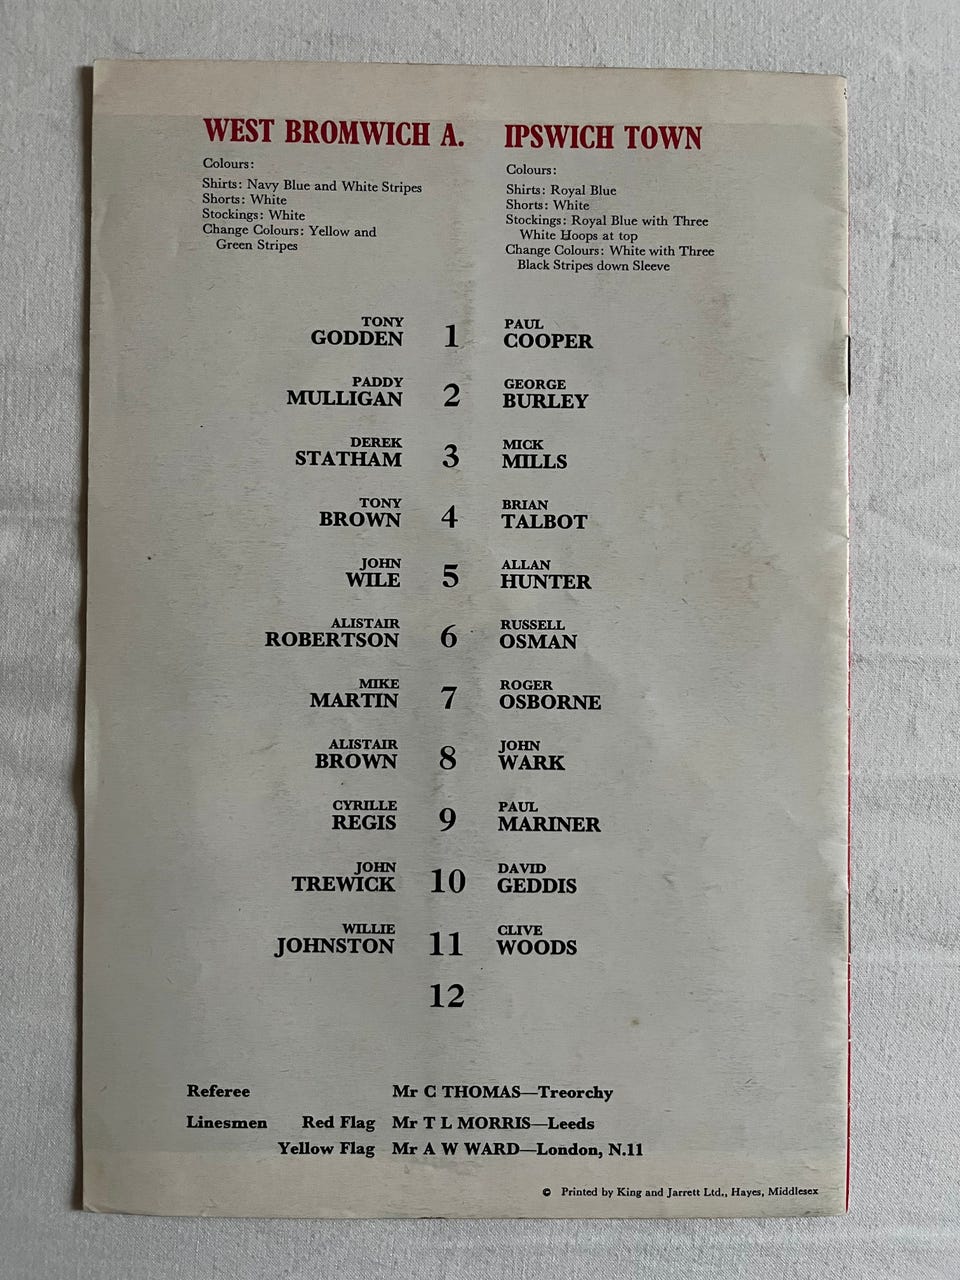 WEST BROMWICH A. IPSWICH TOWN
Colours:
Shirts: Navy Blue and White Stripes
Shorts: White
Stockings: White
Change Colours: Yellow and
Green Stripes
Colours:
Shirts: Royal Blue
Shorts: White
Stockings: Royal Blue with Three
White Hoops at top
Change Colours: White with Three
Black Stripes down Sleeve
TONY PAUL
GODDEN 1 COOPER
PADDY GEORGE
MULLIGAN 2 BURLEY
DEREK MICK
STATHAM 3 MILLS
TONY BRIAN
BROWN 4 TALBOT
JOHN ALLAN
WILE 5 HUNTER
ALISTAIR RUSSELL
ROBERTSON 6 OSMAN
MIKE ROGER
MARTIN 7 OSBORNE
ALISTAIR JOHN
BROWN 8 WARK
CYRILLE PAUL
REGIS 9 MARINER
JOHN DAVID
TREWICK 10 GEDDIS
WILLIE CLIVE
JOHNSTON 11 WOODS
12
Referee Mr C THOMAS—Treorchy
Linesmen Red Flag Mr T L MORRIS—Leeds
Yellow Flag Mr A W WARD—London, N.11
© Printed by King and Jarrett Ltd., Hayes, Middlesex